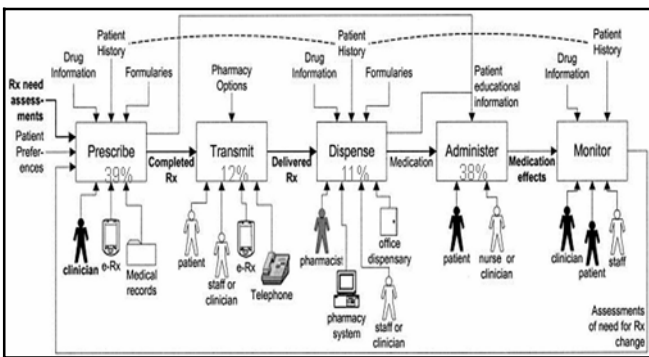 Patient
History
Patient
History
Patient
History
Drug
Information
Formularies
Pharmacy
Options
Drug
Information
Formularies
Patient
educational
information
Drug
Information
Rx need
assess-
ments
Patient
Prefer-
ences
Prescribe
39%
Completed
Rx
Transmit
12%
Delivered
Rx
Dispense
11%
Medication
Administer
38%
Medication
effects
Monitor
clinician
e-Rx
Medical
records
patient
staff or
clinician
e-Rx
Telephone
pharmacist
pharmacy
system
office
dispensary
staff or
clinician
patient
nurse or
clinician
clinician
patient
staff
Assessments
of need for Rx
change